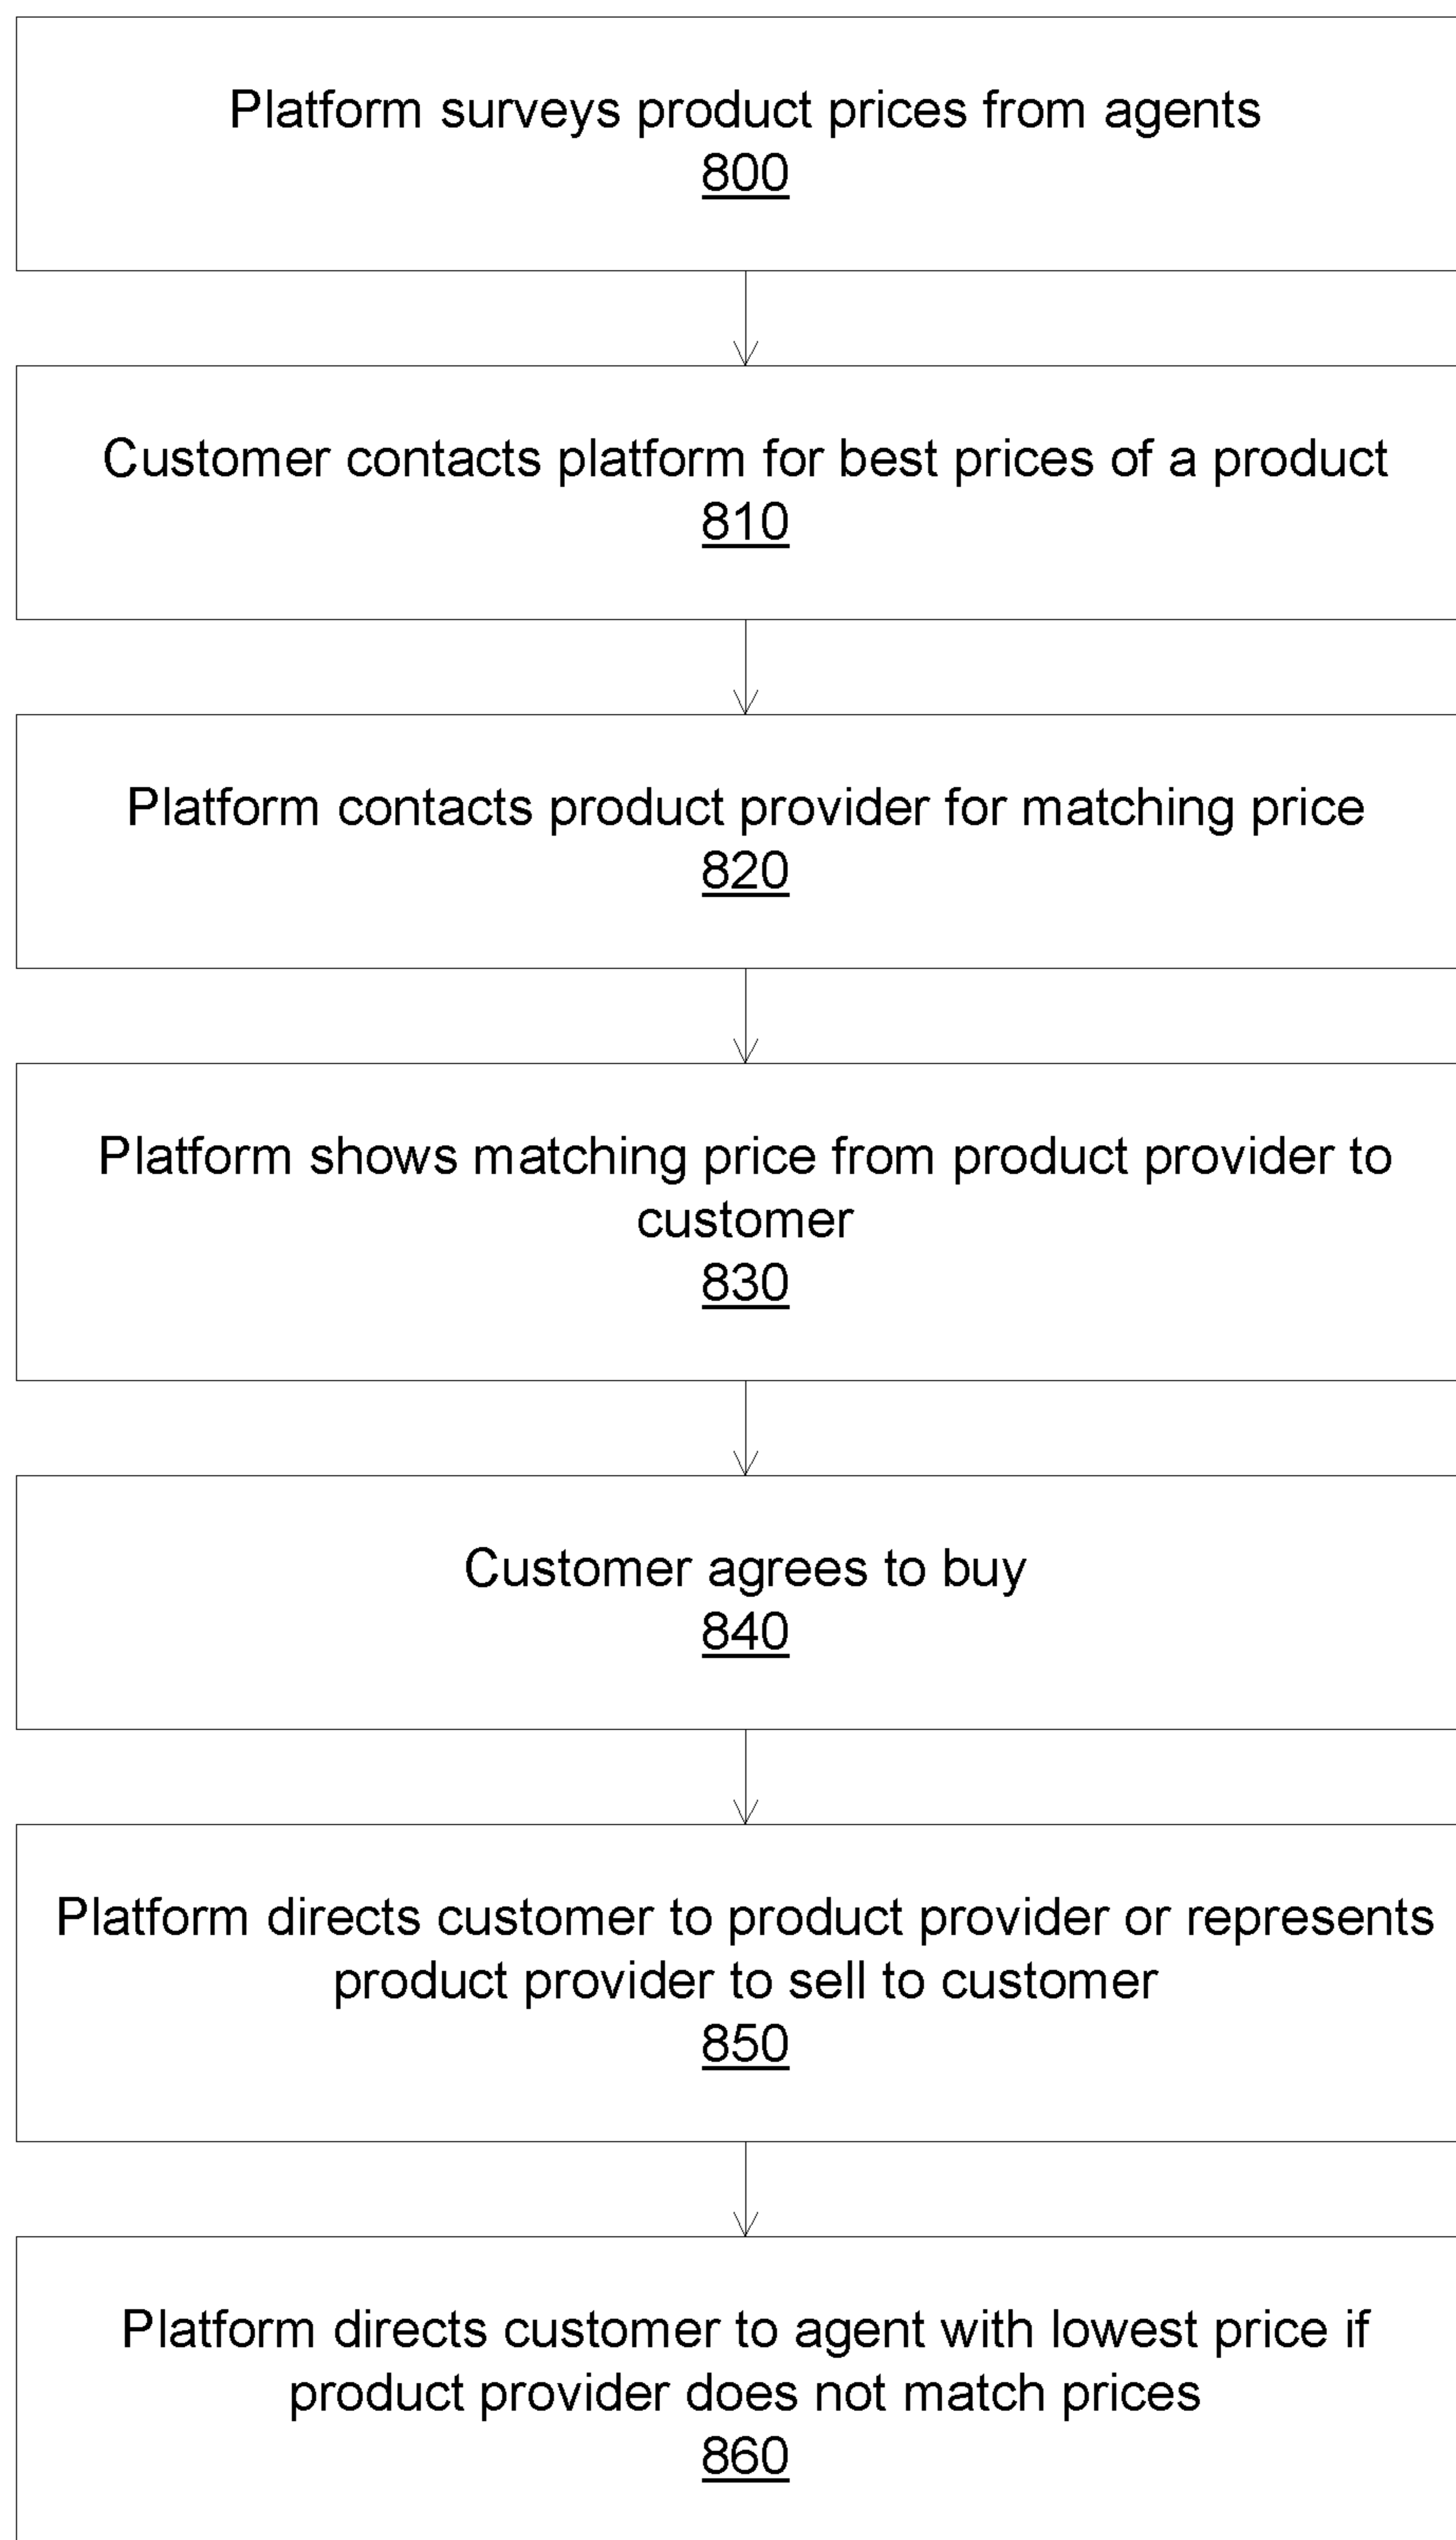 Platform surveys product prices from agents
800
Customer contacts platform for best prices of a product
810
Platform contacts product provider for matching price
820
Platform shows matching price from product provider to
customer
830
Customer agrees to buy
840
Platform directs customer to product provider or represents
product provider to sell to customer
850
Platform directs customer to agent with lowest price if
product provider does not match prices
860